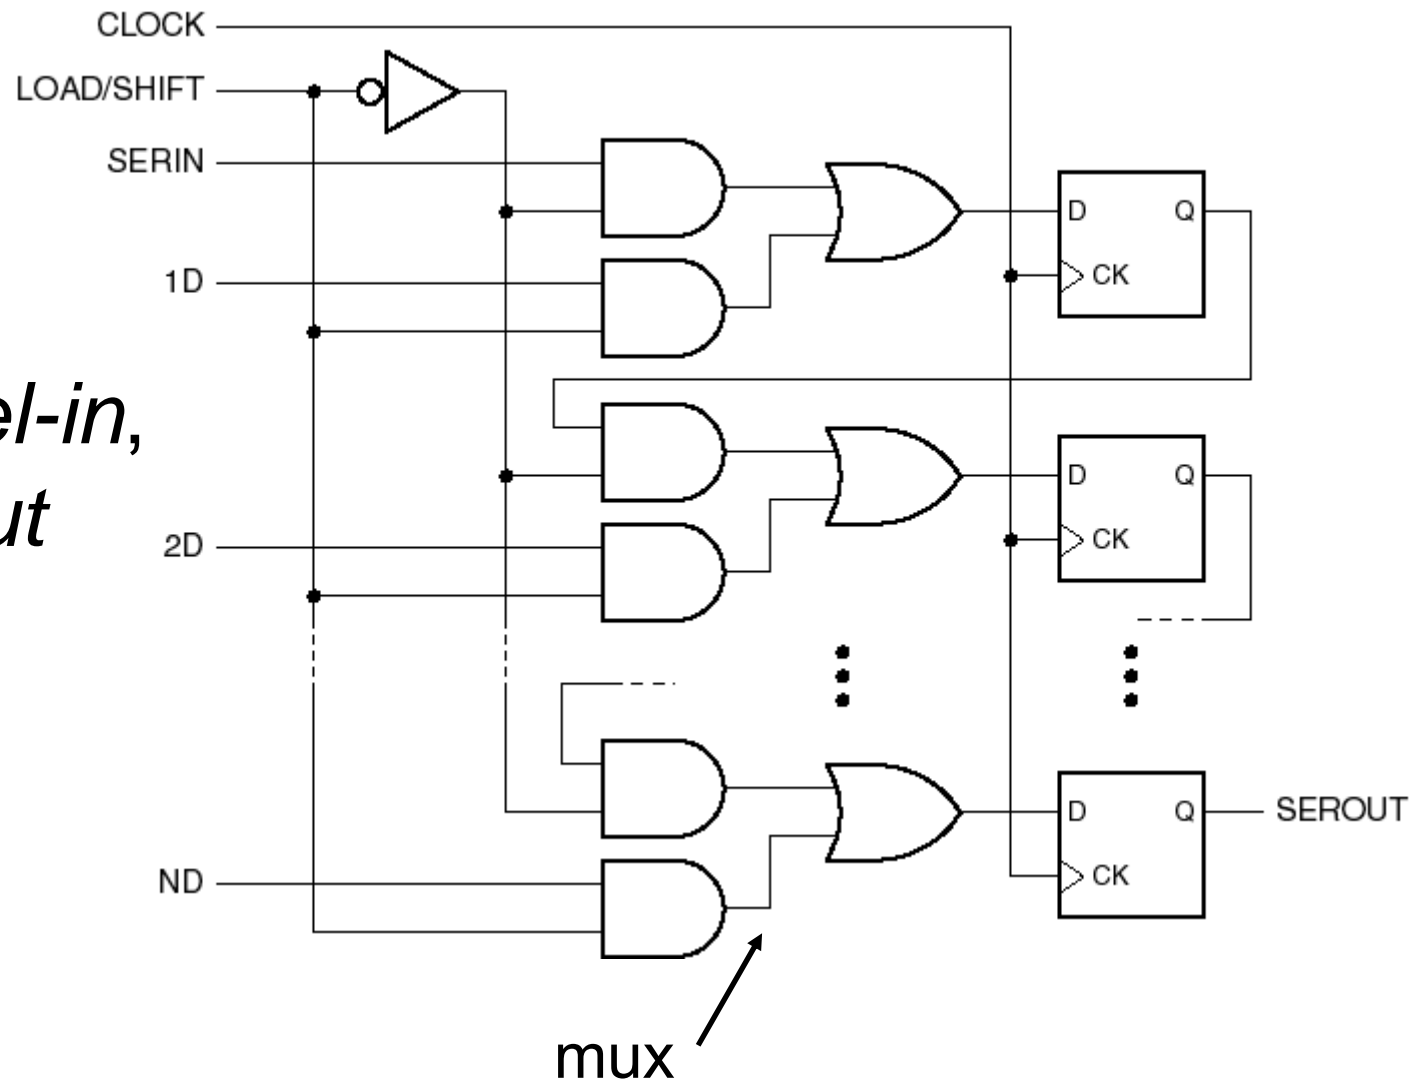 CLOCK
LOAD/SHIFT
SERIN
D Q
1D
CK
el-in,
D Q
ut
2D
CK
D Q
SEROUT
ND
CK
mux